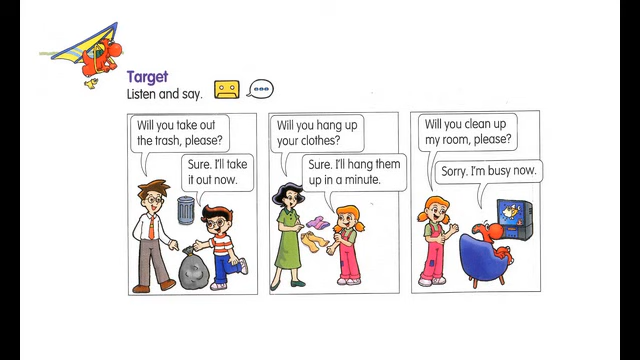 Target
Listen and say.
Will you take out
the trash, please?
Sure. I'll take
it out now.
Will you hang up
your clothes?
Sure. I'll hang them
up in a minute.
Will you clean up
my room, please?
Sorry. I'm busy now.